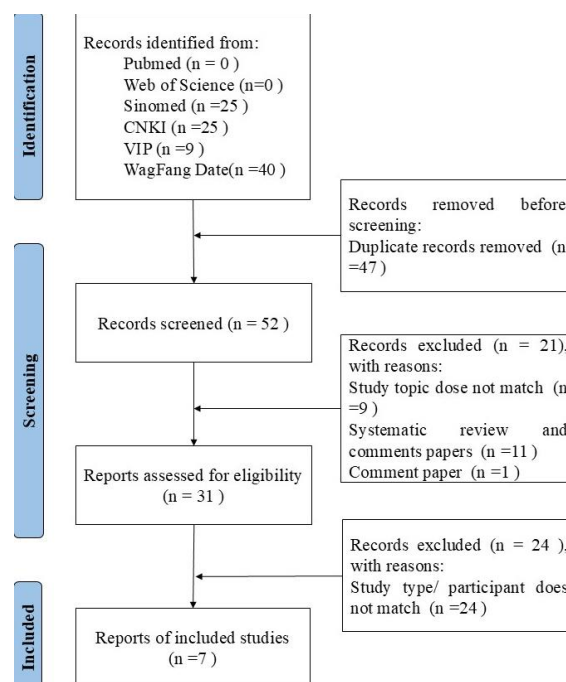 Identification
Records identified from:
Pubmed (n = 0 )
Web of Science (n=0 )
Sinomed (n =25 )
CNKI (n =25 )
VIP (n =9 )
WagFang Date(n =40 )
Records removed before
screening:
Duplicate records removed (n
=47 )
Screening
Records screened (n = 52 )
Records excluded (n = 21),
with reasons:
Study topic dose not match (n
=9 )
Systematic review and
comments papers (n =11 )
Comment paper (n =1 )
Reports assessed for eligibility
(n = 31 )
Records excluded (n = 24 ),
with reasons:
Study type/ participant does
not match (n =24 )
Included
Reports of included studies
(n =7 )